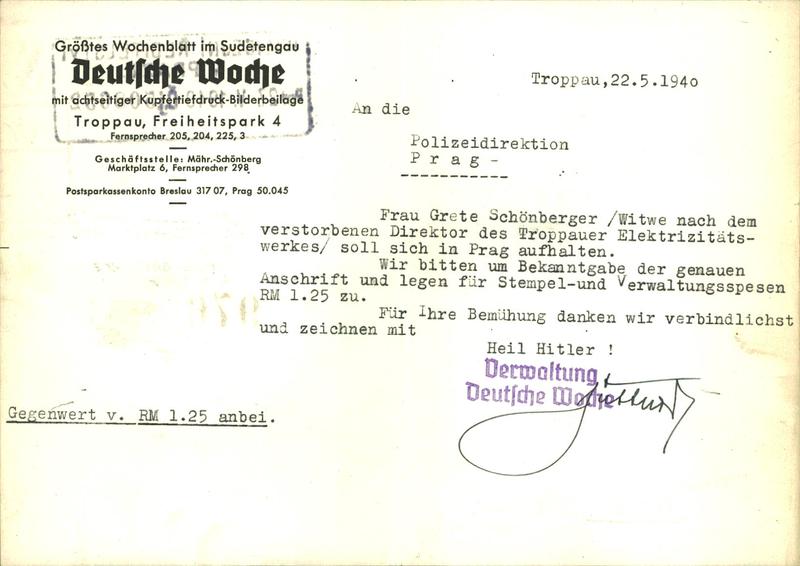 Größtes Wochenblatt im Sudetengau
Deutsche Woche
mit achtseitiger Kupfertiefdruck-Bilderbeilage
Troppau, Freiheitspark 4
Fernsprecher 205, 204, 225, 3
Geschäftsstelle: Mähr.-Schönberg
Marktplatz 6, Fernsprecher 298
Postsparkassenkonto Breslau 317 07, Prag 50.045
Troppau,22.5.1940
An die
Polizeidirektion
P r a g -
-----------
Frau Grete Schönberger /Witwe nach dem
verstorbenen Direktor des Troppauer Elektrizitäts-
werkes/ soll sich in Prag aufhalten.
Wir bitten um Bekanntgabe der genauen
Anschrift und legen für Stempel-und Verwaltungsspesen
RM 1.25 zu.
Für Ihre Bemühung danken wir verbindlichst
und zeichnen mit
Heil Hitler !
Verwaltung
Deutsche Woche
Gegenwert v. RM 1.25 anbei.